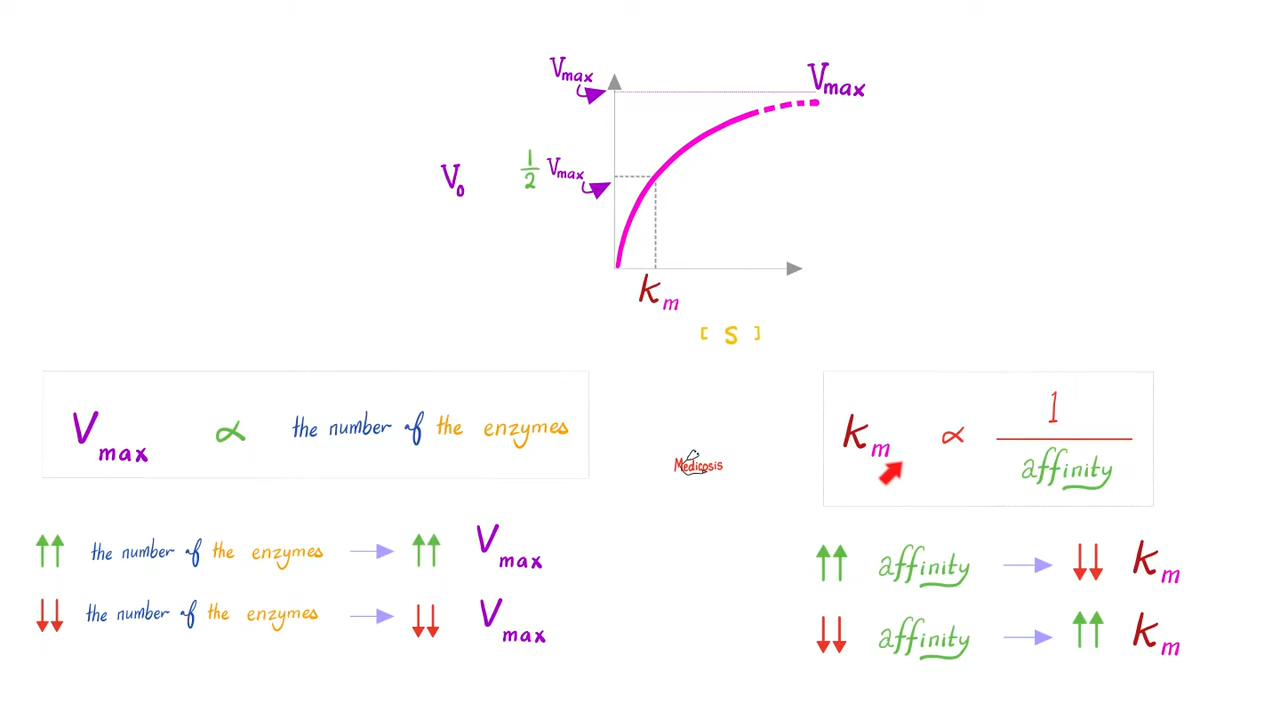 Vmax
Vmax
V₀
1/2 Vmax
km
[ S ]
Vmax ∝ the number of the enzymes
km ∝ 1/affinity
Medicosis
↑↑ the number of the enzymes → ↑↑ Vmax
↓↓ the number of the enzymes → ↓↓ Vmax
↑↑ affinity → ↓↓ km
↓↓ affinity → ↑↑ km